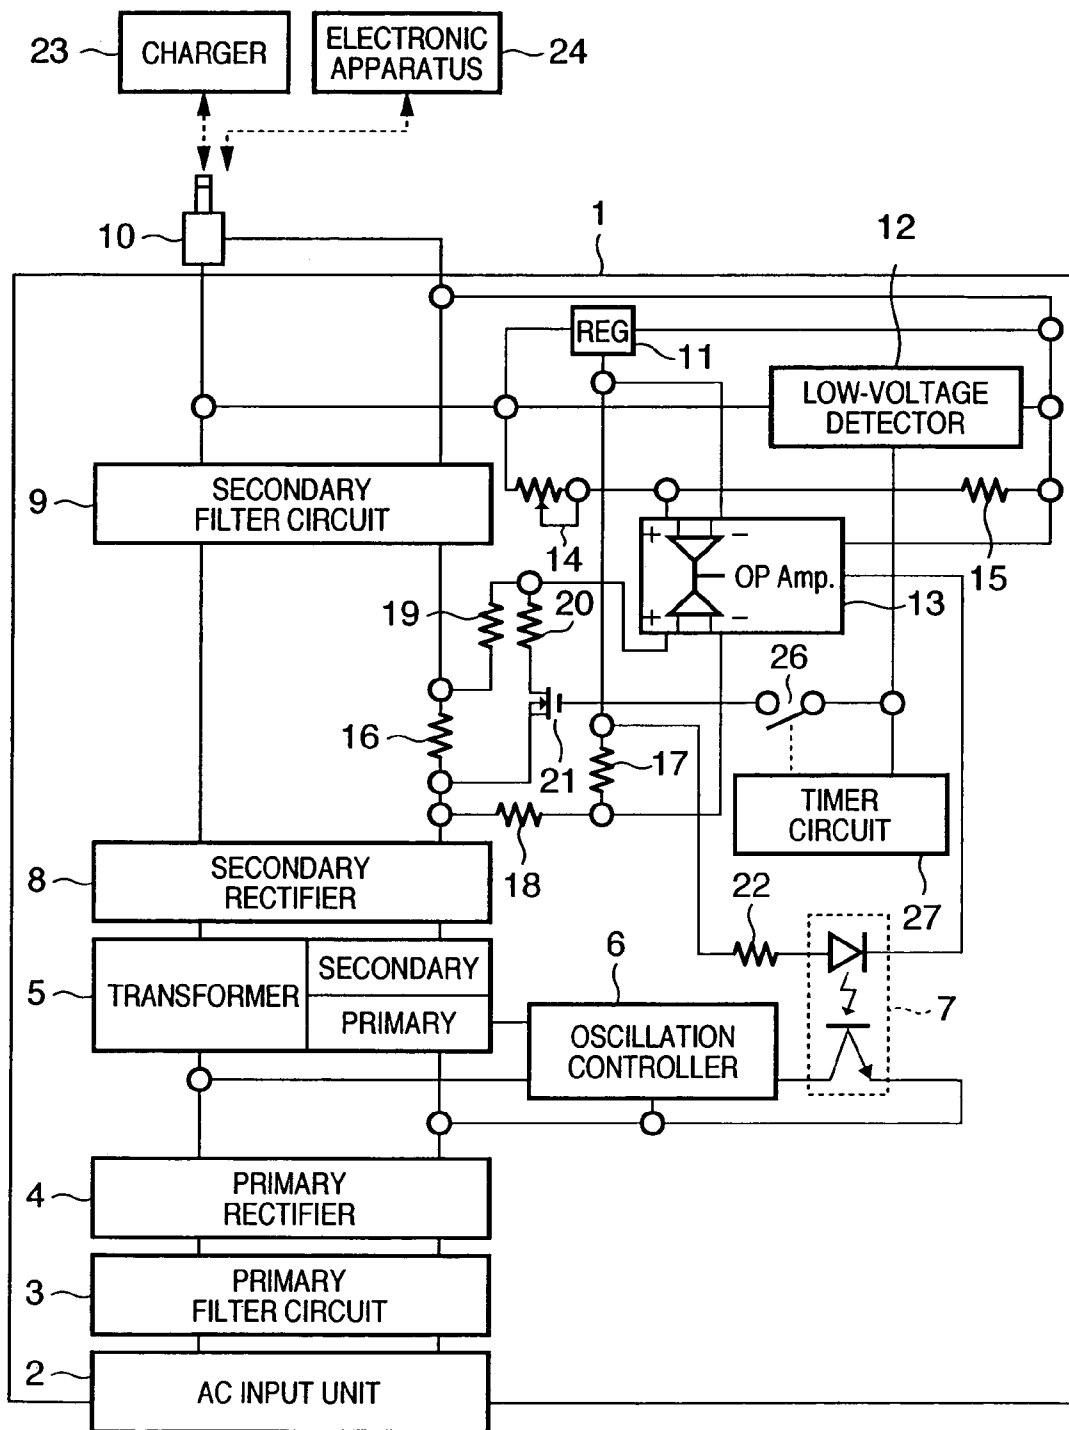 23
CHARGER
ELECTRONIC
APPARATUS
24
10
1
12
REG
11
LOW-VOLTAGE
DETECTOR
9
SECONDARY
FILTER CIRCUIT
14
15
+
−
OP Amp.
+
−
13
19
20
26
16
21
17
TIMER
CIRCUIT
18
27
8
SECONDARY
RECTIFIER
22
5
TRANSFORMER
SECONDARY
PRIMARY
6
OSCILLATION
CONTROLLER
7
4
PRIMARY
RECTIFIER
3
PRIMARY
FILTER CIRCUIT
2
AC INPUT UNIT